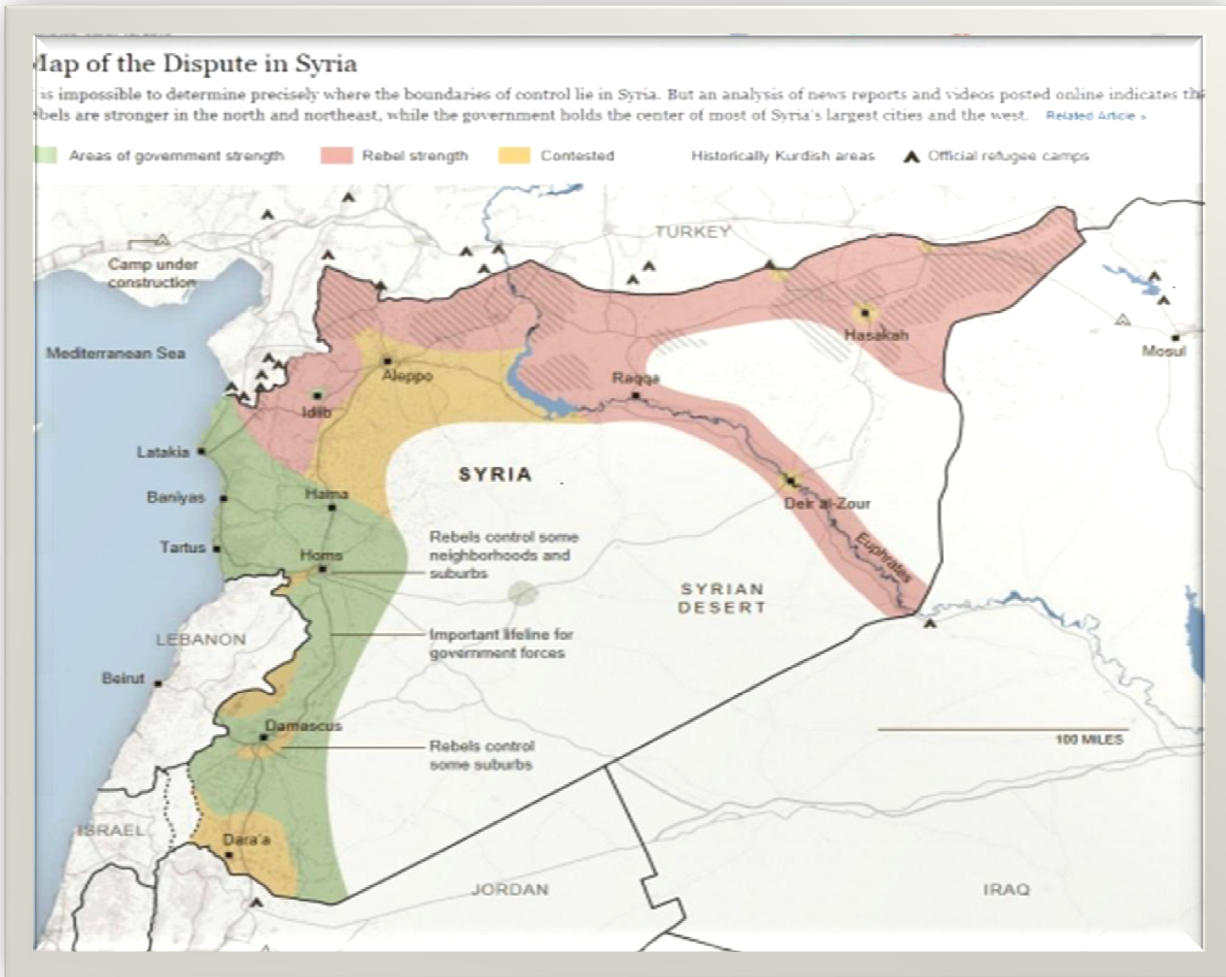 Map of the Dispute in Syria
is impossible to determine precisely where the boundaries of control lie in Syria. But an analysis of news reports and videos posted online indicates the
ebels are stronger in the north and northeast, while the government holds the center of most of Syria's largest cities and the west. Related Article »
Areas of government strength Rebel strength Contested Historically Kurdish areas Official refugee camps
TURKEY
Camp under
construction
Mediterranean Sea
Hasakah
Mosul
Aleppo
Raqqa
Idlib
Latakia
SYRIA
Baniyas
Hama
Deir al-Zour
Tartus
Homs
Rebels control some
neighborhoods and
suburbs
Euphrates
SYRIAN
DESERT
LEBANON
Important lifeline for
government forces
Beirut
Damascus
100 MILES
Rebels control
some suburbs
ISRAEL
Dara'a
JORDAN
IRAQ